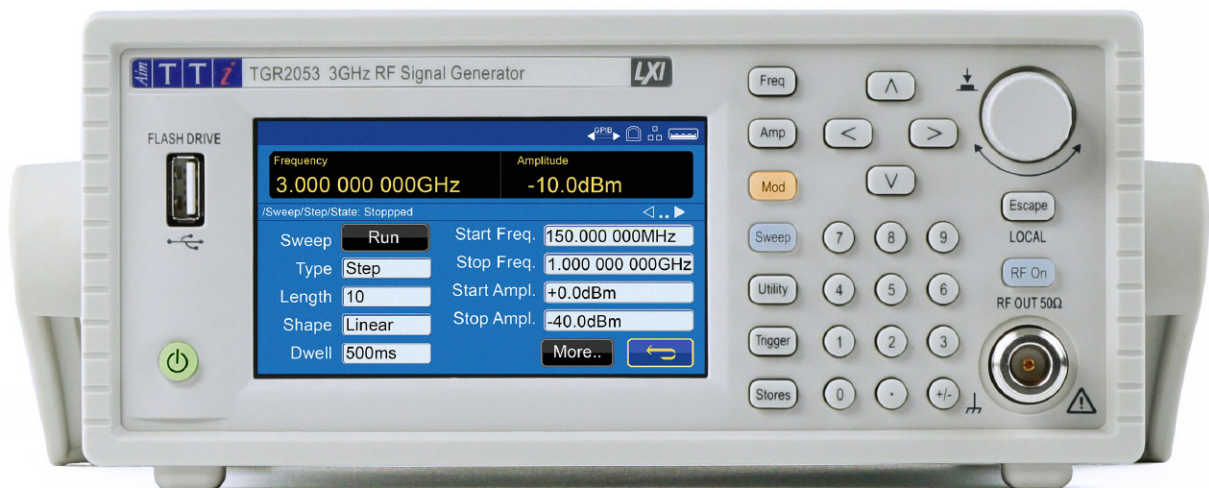 Aim TTi TGR2053 3GHz RF Signal Generator LXI
FLASH DRIVE
GPIB
Frequency
3.000 000 000GHz
Amplitude
-10.0dBm
/Sweep/Step/State: Stoppped
Sweep Run
Type Step
Length 10
Shape Linear
Dwell 500ms
Start Freq. 150.000 000MHz
Stop Freq. 1.000 000 000GHz
Start Ampl. +0.0dBm
Stop Ampl. -40.0dBm
More..
Freq
Amp
Mod
Sweep
Utility
Trigger
Stores
7 8 9
4 5 6
1 2 3
0 . +/-
Escape
LOCAL
RF On
RF OUT 50Ω